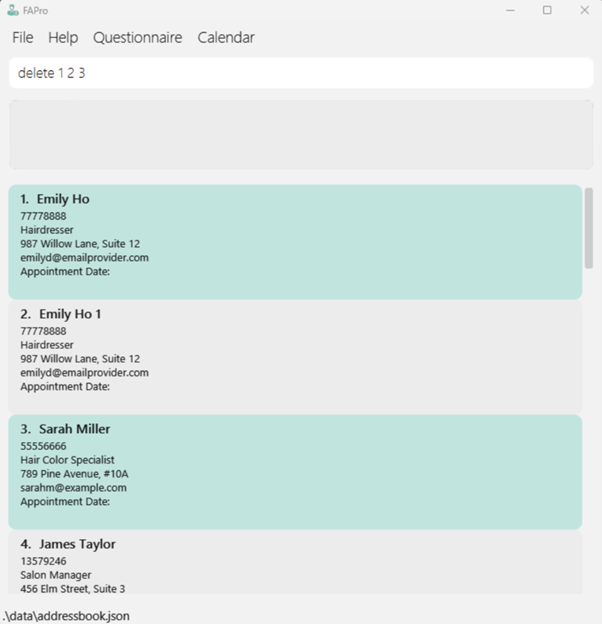 FAPro
File Help Questionnaire Calendar
delete 1 2 3
1. Emily Ho
77778888
Hairdresser
987 Willow Lane, Suite 12
emilyd@emailprovider.com
Appointment Date:
2. Emily Ho 1
77778888
Hairdresser
987 Willow Lane, Suite 12
emilyd@emailprovider.com
Appointment Date:
3. Sarah Miller
55556666
Hair Color Specialist
789 Pine Avenue, #10A
sarahm@example.com
Appointment Date:
4. James Taylor
13579246
Salon Manager
456 Elm Street, Suite 3
.\data\addressbook.json